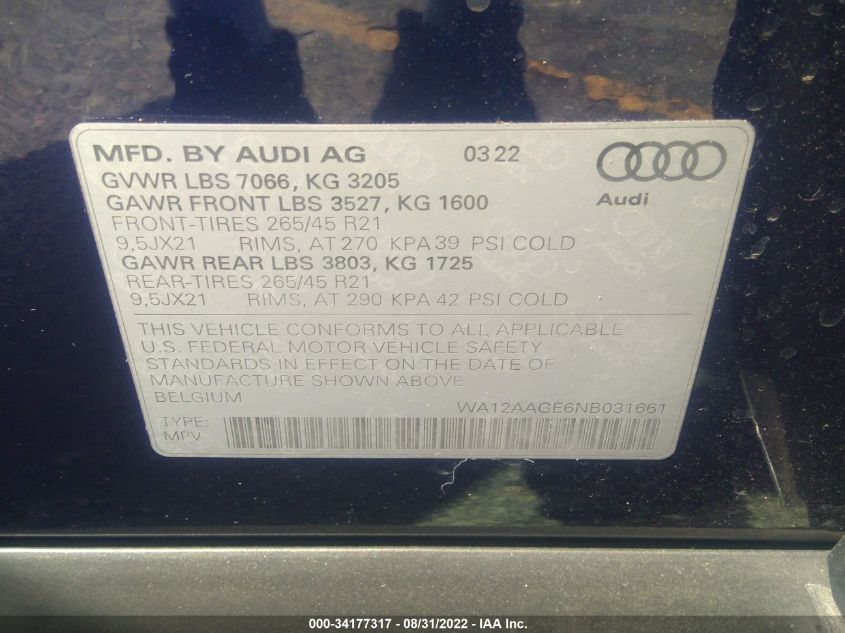 MFD. BY AUDI AG 03 22
Audi
GVWR LBS 7066, KG 3205
GAWR FRONT LBS 3527, KG 1600
FRONT-TIRES 265/45 R21
9,5JX21 RIMS, AT 270 KPA 39 PSI COLD
GAWR REAR LBS 3803, KG 1725
REAR-TIRES 265/45 R21
9,5JX21 RIMS, AT 290 KPA 42 PSI COLD
THIS VEHICLE CONFORMS TO ALL APPLICABLE
U.S. FEDERAL MOTOR VEHICLE SAFETY
STANDARDS IN EFFECT ON THE DATE OF
MANUFACTURE SHOWN ABOVE
BELGIUM WA12AAGE6NB031661
TYPE:
MPV
000-34177317 - 08/31/2022 - IAA Inc.